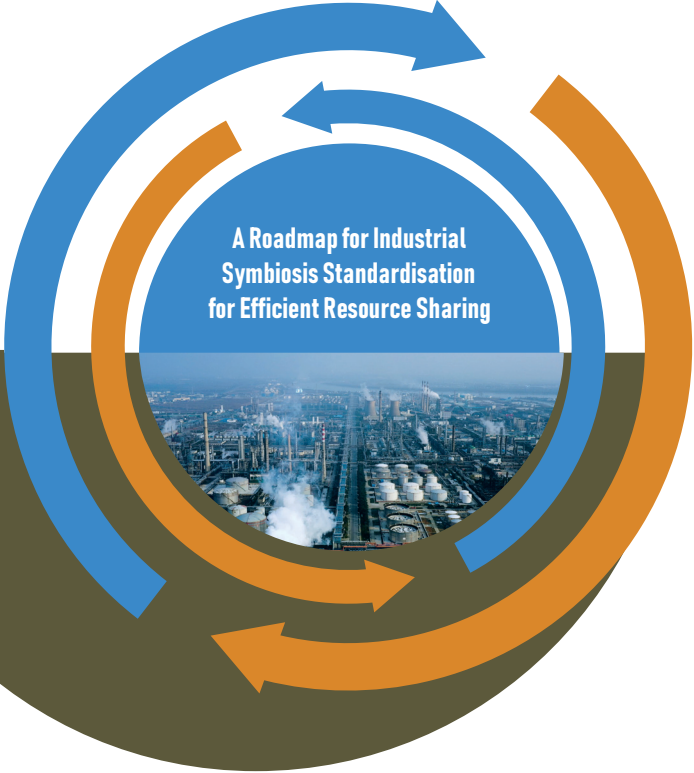 A Roadmap for Industrial
Symbiosis Standardisation
for Efficient Resource Sharing